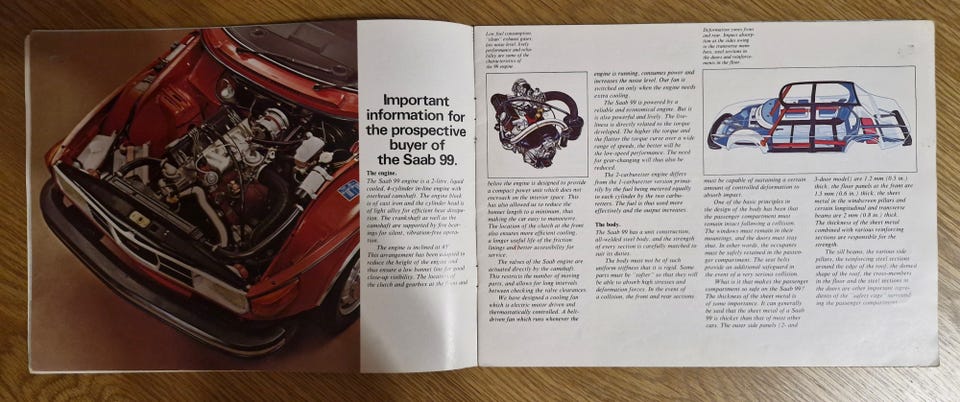 Important
information for
the prospective
buyer of
the Saab 99.
The engine.
The Saab 99 engine is a 2-litre, liquid
cooled, 4-cylinder in-line engine with
overhead camshaft. The engine block
is of cast iron and the cylinder head is
of light alloy for efficient heat dissipa-
tion. The crankshaft as well as the
camshaft are supported by five bear-
ings for silent, vibration-free opera-
tion.
The engine is inclined at 45°
This arrangement has been adopted to
reduce the height of the engine and
thus ensure a low bonnet line for good
close-up visibility. The location of
the clutch and gearbox at the front and
Low fuel consumption,
"clean" exhaust gases,
low noise level, lively
performance and relia-
bility are some of the
characteristics of
the 99 engine.
below the engine is designed to provide
a compact power unit which does not
encroach on the interior space. This
has also allowed us to reduce the
bonnet length to a minimum, thus
making the car easy to manoeuvre.
The location of the clutch at the front
also ensures more efficient cooling,
a longer useful life of the friction
linings and better accessibility for
service.
The valves of the Saab engine are
actuated directly by the camshaft.
This restricts the number of moving
parts, and allows for long intervals
between checking the valve clearances.
We have designed a cooling fan
which is electric motor driven and
thermostatically controlled. A belt-
driven fan which runs whenever the
engine is running, consumes power and
increases the noise level. Our fan is
switched on only when the engine needs
extra cooling.
The Saab 99 is powered by a
reliable and economical engine. But it
is also powerful and lively. The live-
liness is directly related to the torque
developed. The higher the torque and
the flatter the torque curve over a wide
range of speeds, the better will be
the low-speed performance. The need
for gear-changing will thus also be
reduced.
The 2-carburetter engine differs
from the 1-carburetter version prima-
rily by the fuel being metered equally
to each cylinder by the two carbu-
retters. The fuel is thus used more
effectively and the output increases.
The body.
The Saab 99 has a unit construction,
all-welded steel body, and the strength
of every section is carefully matched to
suit its duties.
The body must not be of such
uniform stiffness that it is rigid. Some
parts must be "softer" so that they will
be able to absorb high stresses and
deformation forces. In the event of
a collision, the front and rear sections
Deformation zones front
and rear. Impact absorp-
tion at the sides owing
to the transverse mem-
bers, steel sections in
the doors and reinforce-
ments in the floor.
must be capable of sustaining a certain
amount of controlled deformation to
absorb impact.
One of the basic principles in
the design of the body has been that
the passenger compartment must
remain intact following a collision.
The windows must remain in their
mountings, and the doors must stay
shut. In other words, the occupants
must be safely retained in the passen-
ger compartment. The seat belts
provide an additional safeguard in
the event of a very serious collision.
What is it that makes the passenger
compartment so safe on the Saab 99?
The thickness of the sheet metal is
of some importance. It can generally
be said that the sheet metal of a Saab
99 is thicker than that of most other
cars. The outer side panels (2- and
3-door model) are 1.2 mm (0.5 in.)
thick, the floor panels at the front are
1.5 mm (0.6 in.) thick, the sheet
metal in the windscreen pillars and
certain longitudinal and transverse
beams are 2 mm (0.8 in.) thick.
The thickness of the sheet metal
combined with various reinforcing
sections are responsible for the
strength.
The sill beams, the various side
pillars, the reinforcing steel sections
around the edge of the roof, the domed
shape of the roof, the cross-members
in the floor and the steel sections in
the doors are other important ingre-
dients of the "safety cage" surround-
ing the passenger compartment.